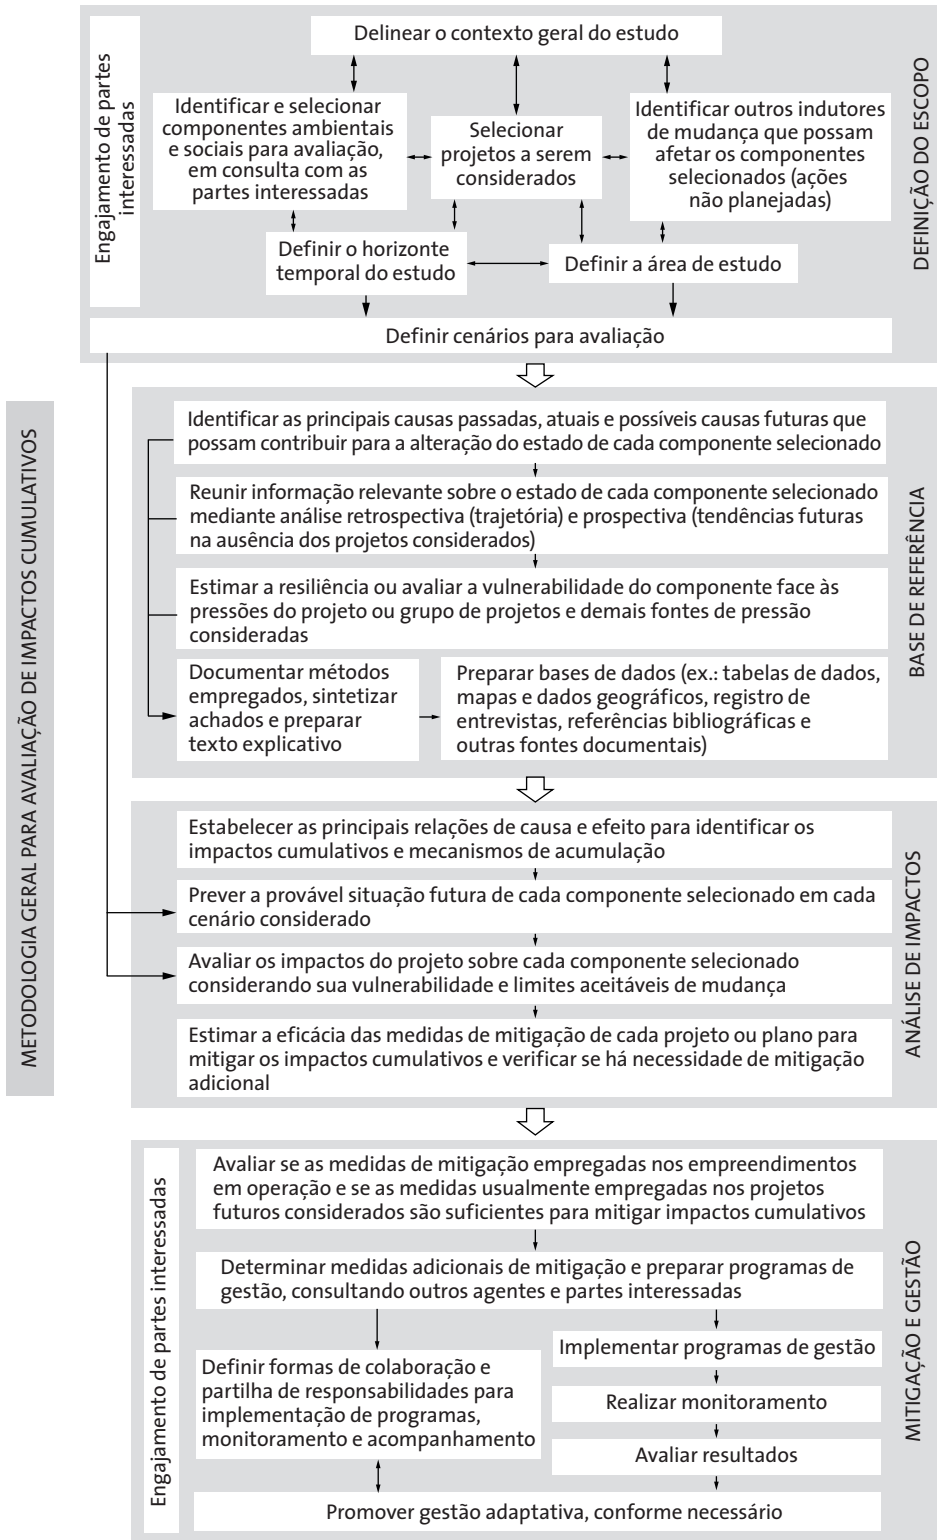 METODOLOGIA GERAL PARA AVALIAÇÃO DE IMPACTOS CUMULATIVOS
Engajamento de partes
interessadas
DEFINIÇÃO DO ESCOPO
Delinear o contexto geral do estudo
Identificar e selecionar
componentes ambientais
e sociais para avaliação,
em consulta com as
partes interessadas
Selecionar
projetos a serem
considerados
Identificar outros indutores
de mudança que possam
afetar os componentes
selecionados (ações
não planejadas)
Definir o horizonte
temporal do estudo
Definir a área de estudo
Definir cenários para avaliação
BASE DE REFERÊNCIA
Identificar as principais causas passadas, atuais e possíveis causas futuras que
possam contribuir para a alteração do estado de cada componente selecionado
Reunir informação relevante sobre o estado de cada componente selecionado
mediante análise retrospectiva (trajetória) e prospectiva (tendências futuras
na ausência dos projetos considerados)
Estimar a resiliência ou avaliar a vulnerabilidade do componente face às
pressões do projeto ou grupo de projetos e demais fontes de pressão
consideradas
Documentar métodos
empregados, sintetizar
achados e preparar
texto explicativo
Preparar bases de dados (ex.: tabelas de dados,
mapas e dados geográficos, registro de
entrevistas, referências bibliográficas e
outras fontes documentais)
ANÁLISE DE IMPACTOS
Estabelecer as principais relações de causa e efeito para identificar os
impactos cumulativos e mecanismos de acumulação
Prever a provável situação futura de cada componente selecionado em cada
cenário considerado
Avaliar os impactos do projeto sobre cada componente selecionado
considerando sua vulnerabilidade e limites aceitáveis de mudança
Estimar a eficácia das medidas de mitigação de cada projeto ou plano para
mitigar os impactos cumulativos e verificar se há necessidade de mitigação
adicional
Engajamento de partes interessadas
MITIGAÇÃO E GESTÃO
Avaliar se as medidas de mitigação empregadas nos empreendimentos
em operação e se as medidas usualmente empregadas nos projetos
futuros considerados são suficientes para mitigar impactos cumulativos
Determinar medidas adicionais de mitigação e preparar programas de
gestão, consultando outros agentes e partes interessadas
Definir formas de colaboração e
partilha de responsabilidades para
implementação de programas,
monitoramento e acompanhamento
Implementar programas de gestão
Realizar monitoramento
Avaliar resultados
Promover gestão adaptativa, conforme necessário